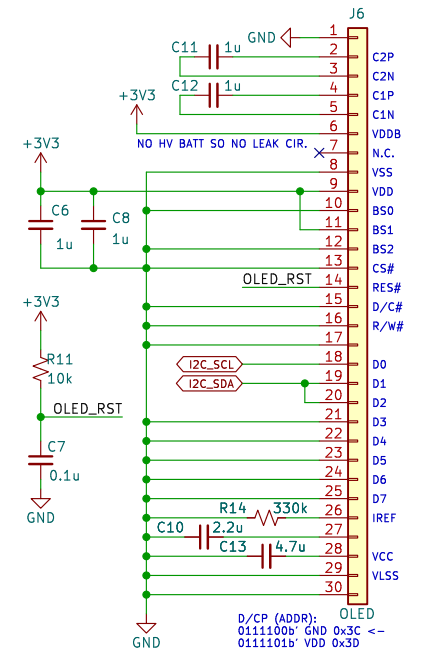 J6
GND
1
C11 1u
2 C2P
3 C2N
C12 1u
4 C1P
+3V3
5 C1N
6 VDDB
NO HV BATT SO NO LEAK CIR.
7 N.C.
+3V3
8 VSS
9 VDD
C6
1u
C8
1u
10 BS0
11 BS1
12 BS2
13 CS#
OLED_RST
14 RES#
+3V3
15 D/C#
16 R/W#
17
R11
10k
I2C_SCL
18 D0
I2C_SDA
19 D1
20 D2
OLED_RST
21 D3
22 D4
C7
0.1u
23 D5
24 D6
25 D7
GND
R14 330k
26 IREF
C10 2.2u
27
C13 4.7u
28 VCC
29 VLSS
30
OLED
GND
D/CP (ADDR):
0111100b' GND 0x3C <-
0111101b' VDD 0x3D